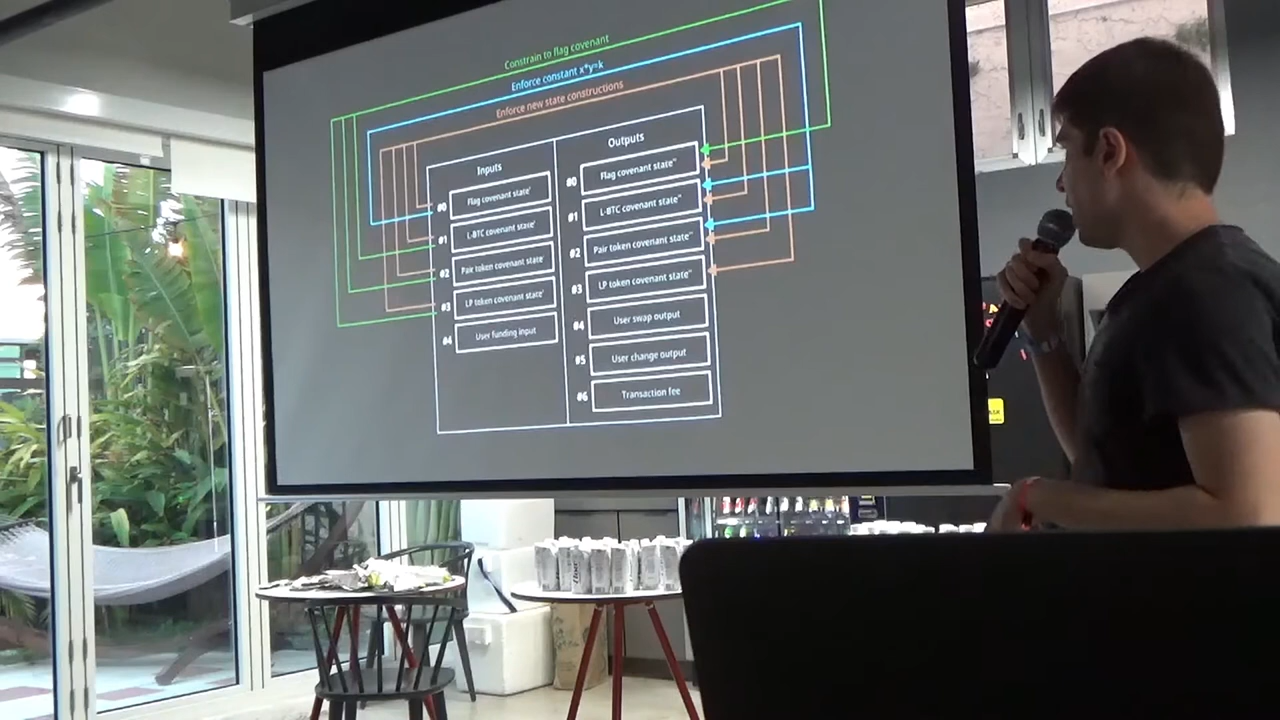 Constrain to flag covenant
Enforce constant x*y=k
Enforce new state constructions
Inputs
#0 Flag covenant state'
#1 L-BTC covenant state'
#2 Pair token covenant state'
#3 LP token covenant state'
#4 User funding input
Outputs
#0 Flag covenant state''
#1 L-BTC covenant state''
#2 Pair token covenant state''
#3 LP token covenant state''
#4 User swap output
#5 User change output
#6 Transaction fee